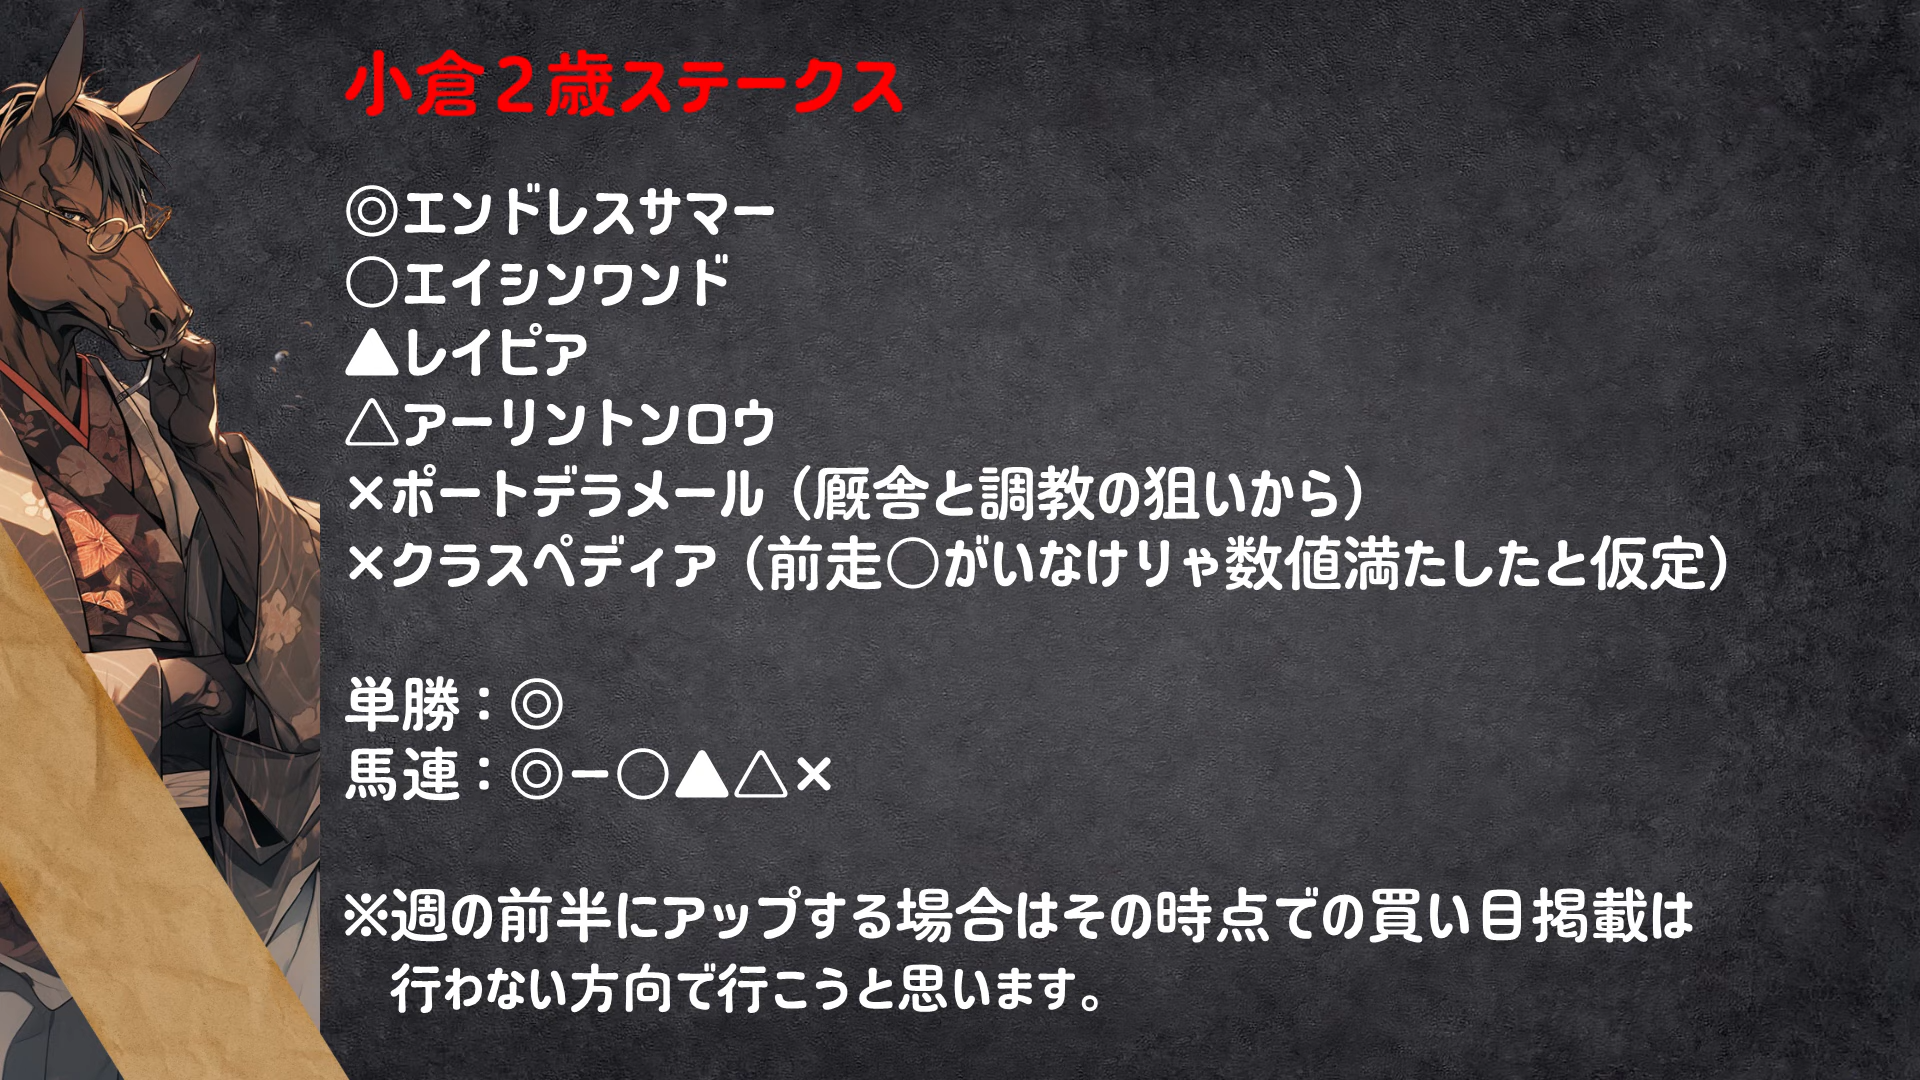 小倉２歳ステークス
◎エンドレスサマー
○エイシンワンド
▲レイピア
△アーリントンロウ
×ポートデラメール（厩舎と調教の狙いから）
×クラスペディア（前走○がいなけりゃ数値満たしたと仮定）
単勝：◎
馬連：◎－○▲△×
※週の前半にアップする場合はその時点での買い目掲載は
行わない方向で行こうと思います。